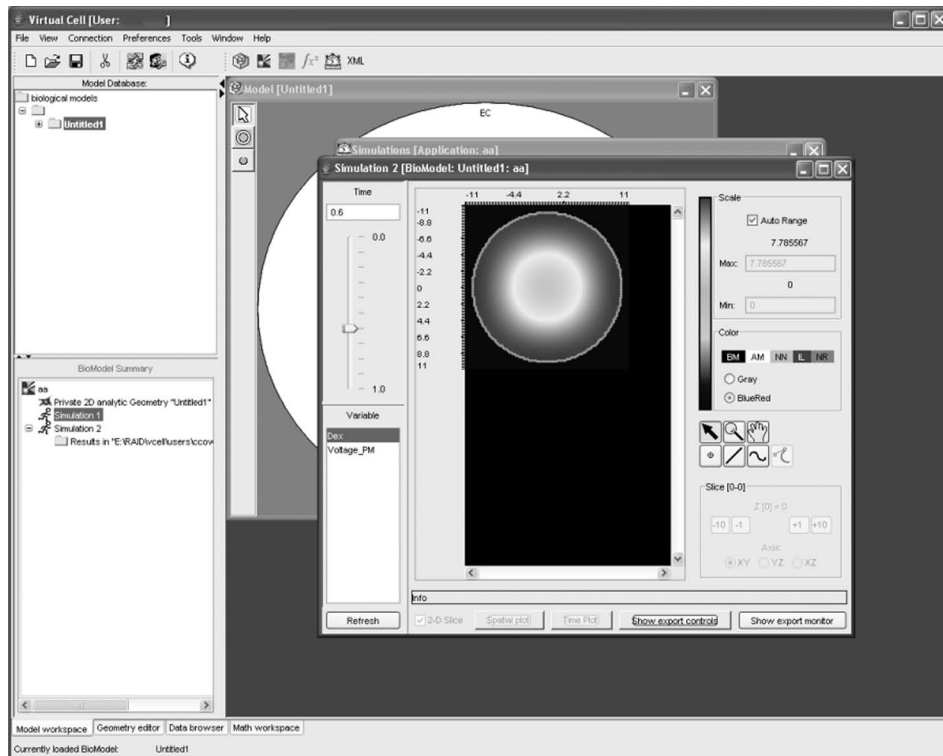 Virtual Cell [User: ]
File View Connection Preferences Tools Window Help
XML
Model Database:
biological models
Untitled1
Model [Untitled1]
EC
Simulations [Application: aa]
Simulation 2 [BioModel: Untitled1: aa]
Time
0.6
0.0
1.0
Variable
Dex
Voltage_PM
Refresh
-11 -4.4 2.2 11
-11
-8.8
-6.6
-4.4
-2.2
0
2.2
4.4
6.6
8.8
11
Scale
Auto Range
7.785567
Max: 7.785567
0
Min: 0
Color
BM AM NN IL NR
Gray
BlueRed
Slice [0-0]
Z [0] = 0
-10 -1 +1 +10
Axis:
XY YZ XZ
Info
2-D Slice Spatial plot Time Plot Show export controls Show export monitor
BioModel Summary
aa
Private 2D analytic Geometry "Untitled1"
Simulation 1
Simulation 2
Results in "E:\RAID\vcell\users\ccow
Model workspace Geometry editor Data browser Math workspace
Currently loaded BioModel: Untitled1